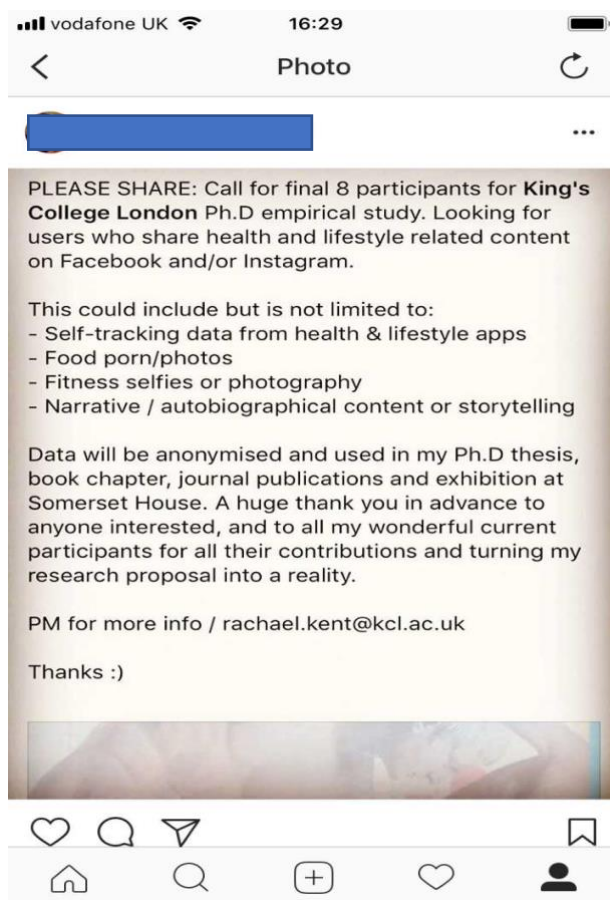 vodafone UK 16:29
Photo
PLEASE SHARE: Call for final 8 participants for King's
College London Ph.D empirical study. Looking for
users who share health and lifestyle related content
on Facebook and/or Instagram.
This could include but is not limited to:
- Self-tracking data from health & lifestyle apps
- Food porn/photos
- Fitness selfies or photography
- Narrative / autobiographical content or storytelling
Data will be anonymised and used in my Ph.D thesis,
book chapter, journal publications and exhibition at
Somerset House. A huge thank you in advance to
anyone interested, and to all my wonderful current
participants for all their contributions and turning my
research proposal into a reality.
PM for more info / rachael.kent@kcl.ac.uk
Thanks :)